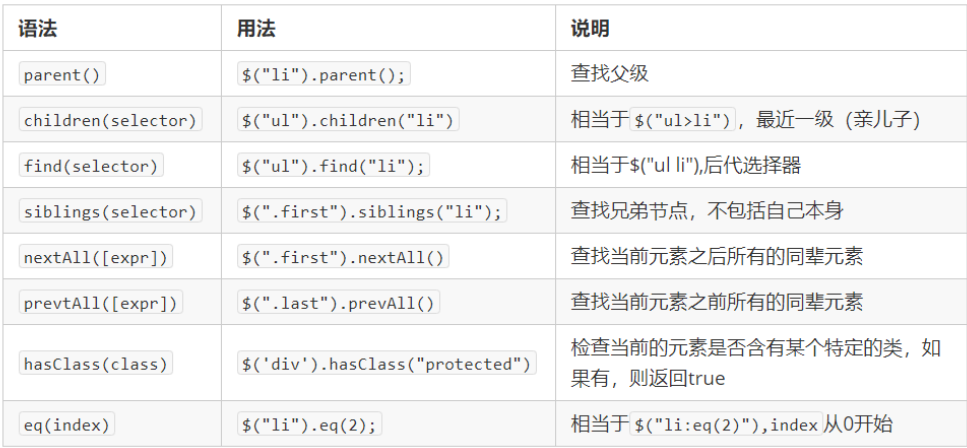 语法 用法 说明
parent() $("li").parent(); 查找父级
children(selector) $("ul").children("li") 相当于$("ul>li")，最近一级（亲儿子）
find(selector) $("ul").find("li"); 相当于$("ul li"),后代选择器
siblings(selector) $(".first").siblings("li"); 查找兄弟节点，不包括自己本身
nextAll([expr]) $(".first").nextAll() 查找当前元素之后所有的同辈元素
prevtAll([expr]) $(".last").prevAll() 查找当前元素之前所有的同辈元素
hasClass(class) $('div').hasClass("protected") 检查当前的元素是否含有某个特定的类，如
果有，则返回true
eq(index) $("li").eq(2); 相当于$("li:eq(2)"),index从0开始